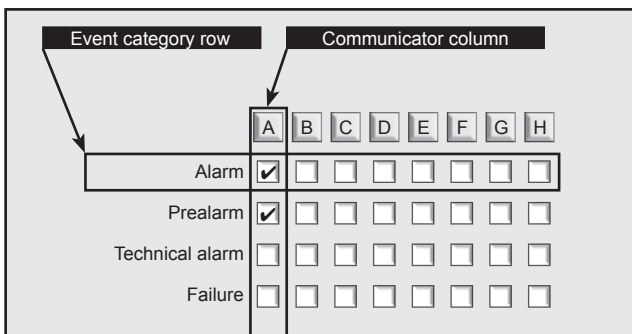 Event category row Communicator column
A B C D E F G H
Alarm
Prealarm
Technical alarm
Failure